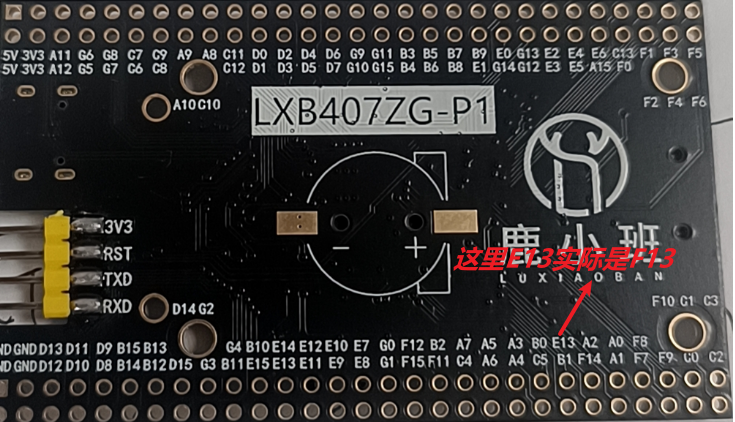 5V 3V3 A11 G6 G8 C7 C9 A9 A8 C11 D0 D2 D4 D6 G9 G11 B3 B5 B7 B9 E0 G13 E2 E4 E6 C13 F1 F3 F5
5V 3V3 A12 G5 G7 C6 C8 C12 D1 D3 D5 D7 G10 G15 B4 B6 B8 E1 G14 G12 E3 E5 A15 F0
A10 C10
F2 F4 F6
LXB407ZG-P1
3V3
RST
TXD
RXD
− +
鹿小班
这里E13实际是F13
LUXIAOBAN
D14 G2
F10 C1 C3
ND GND D13 D11 D9 B15 B13 G4 B10 E14 E12 E10 E7 G0 F12 B2 A7 A5 A3 B0 E13 A2 A0 F8
ND GND D12 D10 D8 B14 B12 D15 G3 B11 E15 E13 E11 E9 E8 G1 F15 F11 C4 A6 A4 C5 B1 F14 A1 F7 F9 C0 C2